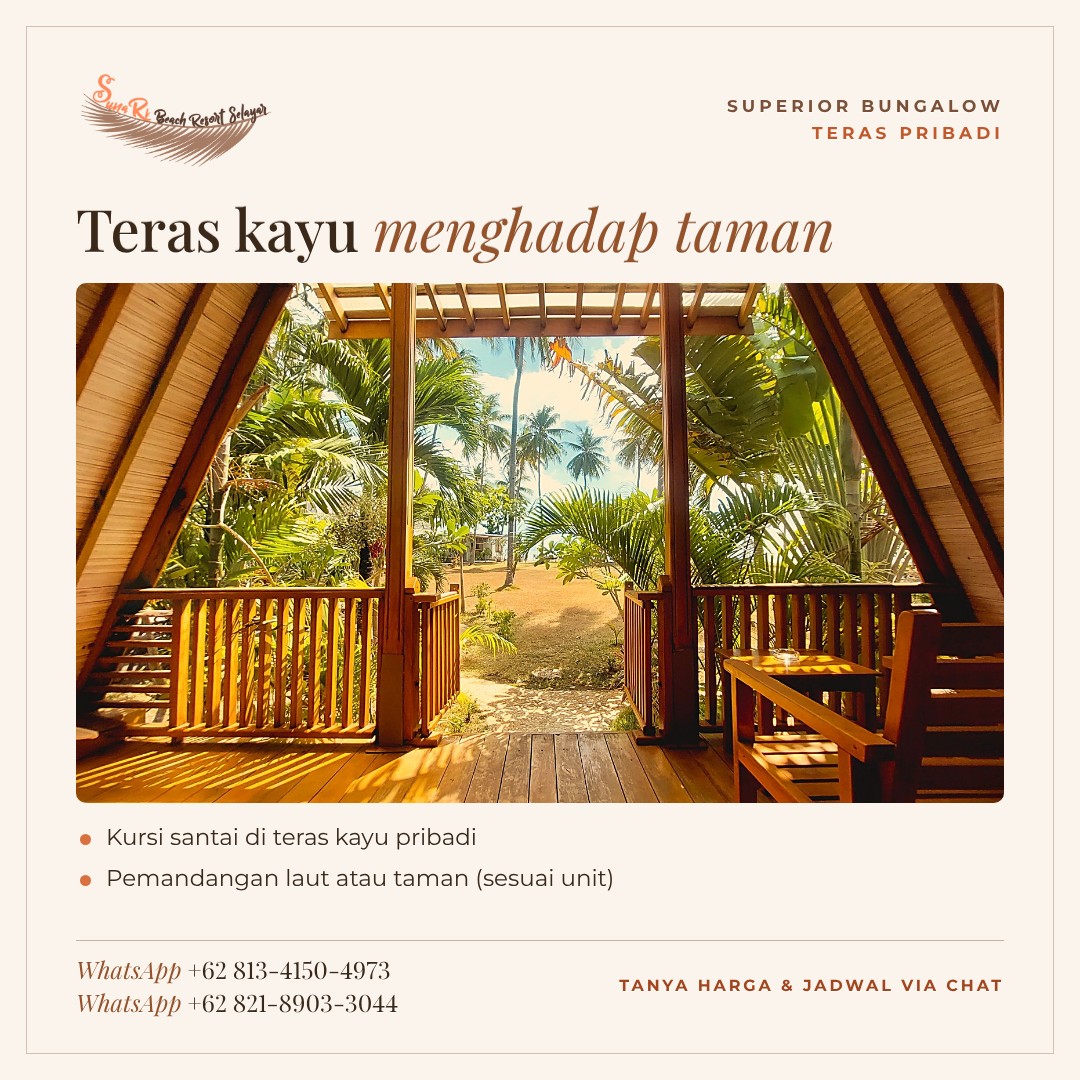 SunaRi Beach Resort Selayar
SUPERIOR BUNGALOW
TERAS PRIBADI
Teras kayu menghadap taman
Kursi santai di teras kayu pribadi
Pemandangan laut atau taman (sesuai unit)
WhatsApp +62 813-4150-4973
WhatsApp +62 821-8903-3044
TANYA HARGA & JADWAL VIA CHAT